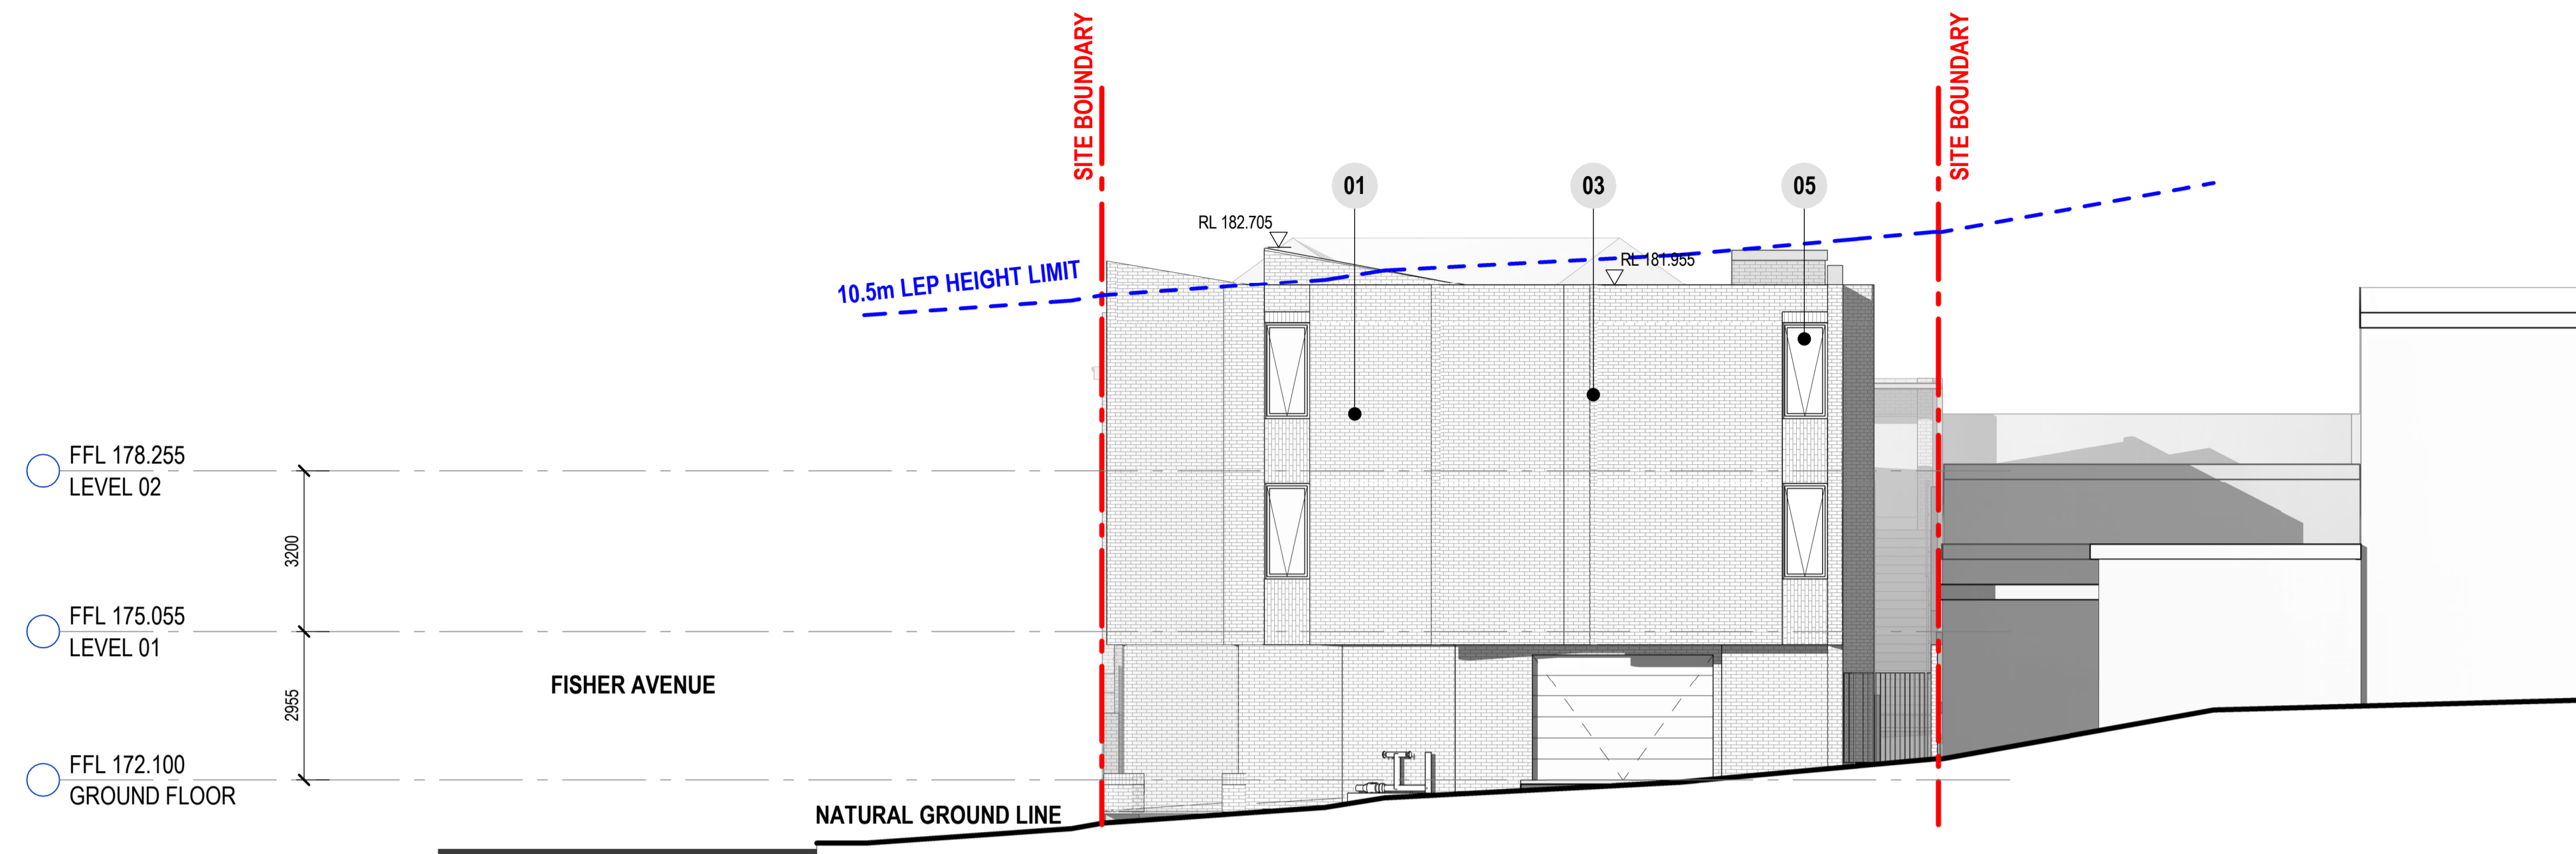 SITE BOUNDARY
SITE BOUNDARY
01
03
05
RL 182.705
RL 181.955
10.5m LEP HEIGHT LIMIT
FFL 178.255
LEVEL 02
3200
FFL 175.055
LEVEL 01
FISHER AVENUE
2955
FFL 172.100
GROUND FLOOR
NATURAL GROUND LINE